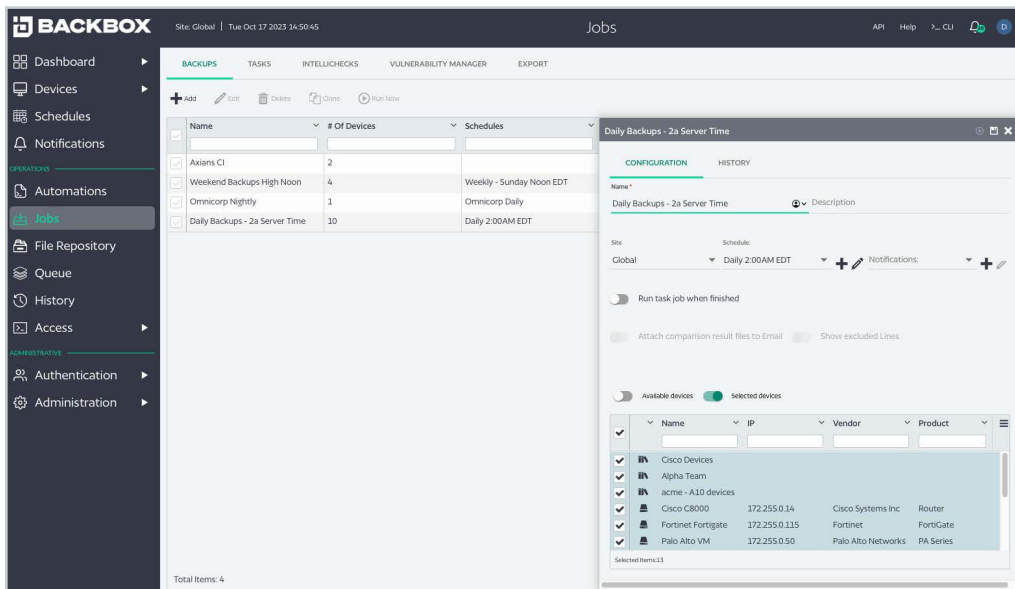 BACKBOX
Site: Global | Tue Oct 17 2023 14:50:45
Jobs
API Help >_ CLI
D
Dashboard
Devices
Schedules
Notifications
OPERATIONS
Automations
Jobs
File Repository
Queue
History
Access
ADMINISTRATIVE
Authentication
Administration
BACKUPS TASKS INTELLICHECKS VULNERABILITY MANAGER EXPORT
Add Edit Delete Clone Run Now
Name # Of Devices Schedules
Axians CI 2
Weekend Backups High Noon 4 Weekly - Sunday Noon EDT
Omnicorp Nightly 1 Omnicorp Daily
Daily Backups - 2a Server Time 10 Daily 2:00AM EDT
Total Items: 4
Daily Backups - 2a Server Time
CONFIGURATION HISTORY
Name *
Daily Backups - 2a Server Time Description
Site Schedule:
Global Daily 2:00AM EDT Notifications:
Run task job when finished
Attach comparison result files to Email Show excluded Lines
Available devices Selected devices
Name IP Vendor Product
Cisco Devices
Alpha Team
acme - A10 devices
Cisco C8000 172.255.0.14 Cisco Systems Inc Router
Fortinet Fortigate 172.255.0.115 Fortinet FortiGate
Palo Alto VM 172.255.0.50 Palo Alto Networks PA Series
Selected Items:13